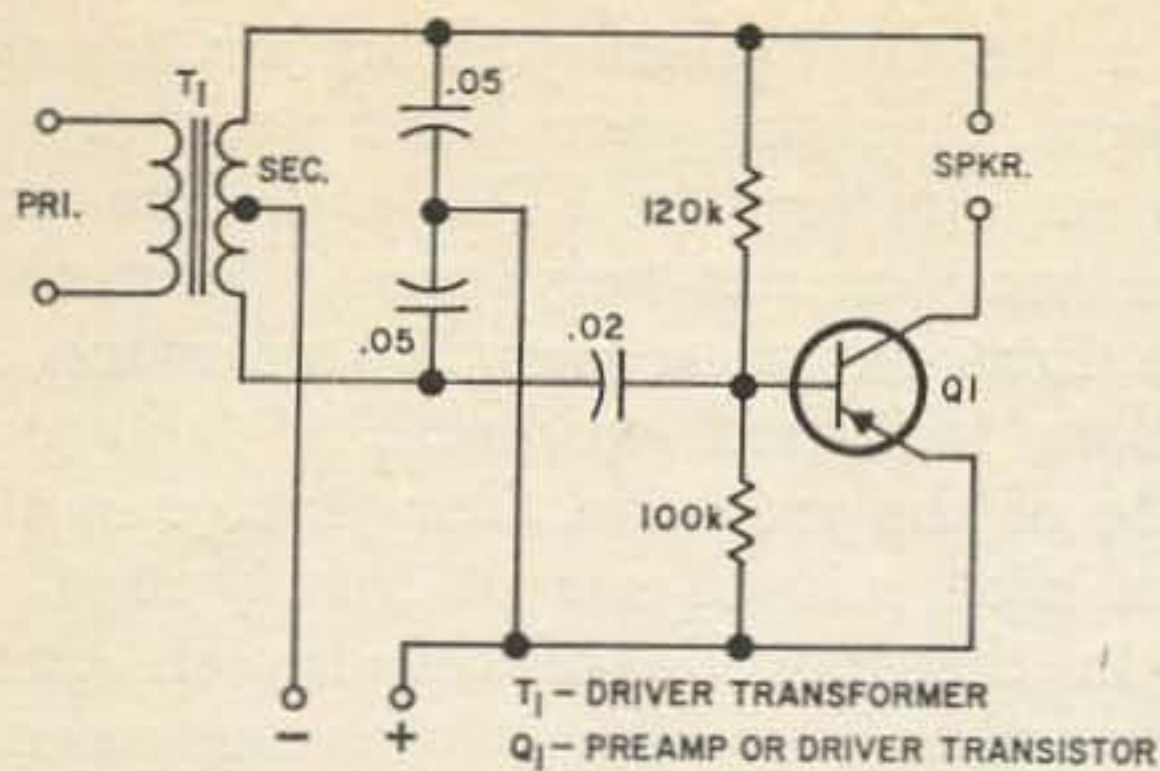 T1
.05
SEC.
SPKR.
PRI.
120k
.05
.02
Q1
100k
- +
T1 – DRIVER TRANSFORMER
Q1 – PREAMP OR DRIVER TRANSISTOR